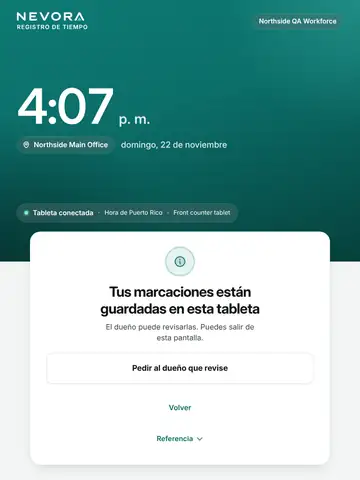 NEVORA
REGISTRO DE TIEMPO
Northside QA Workforce
4:07 p. m.
Northside Main Office domingo, 22 de noviembre
Tableta conectada · Hora de Puerto Rico · Front counter tablet
Tus marcaciones están
guardadas en esta tableta
El dueño puede revisarlas. Puedes salir de
esta pantalla.
Pedir al dueño que revise
Volver
Referencia